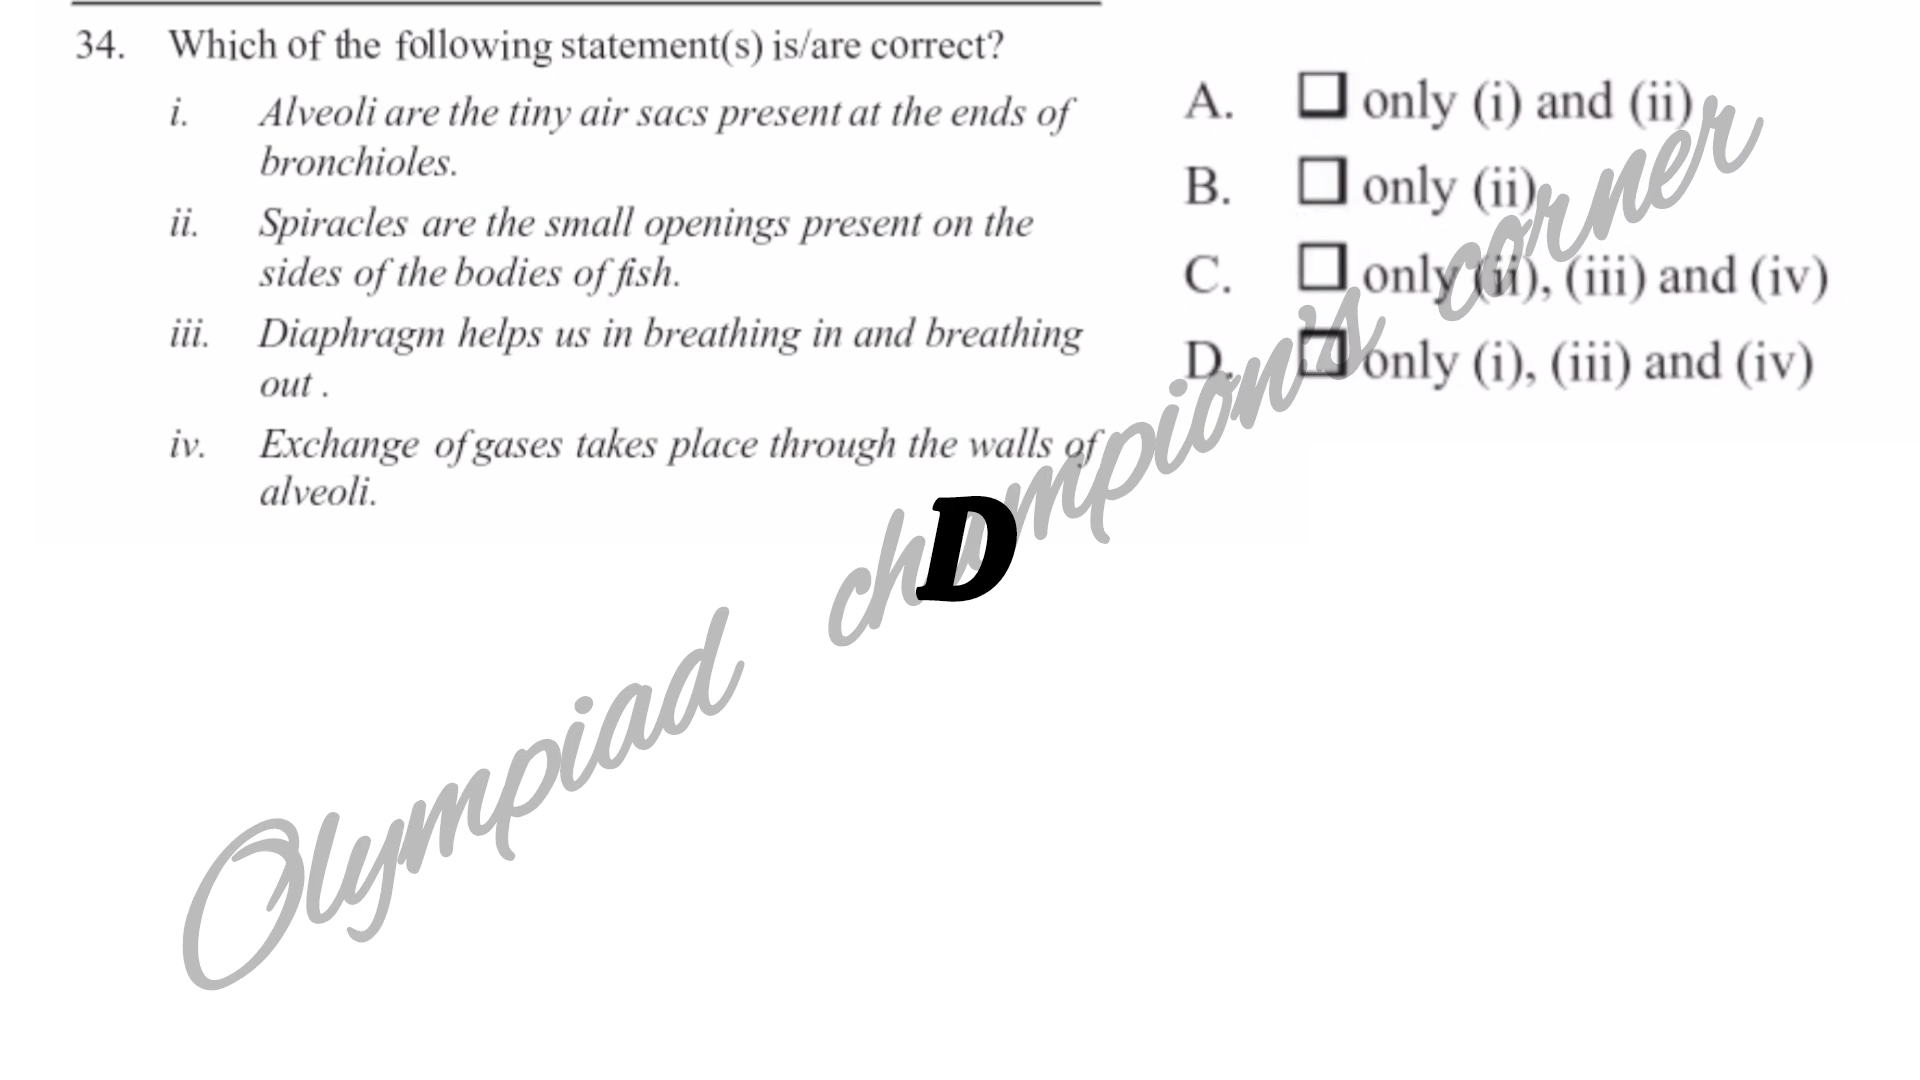 34. Which of the following statement(s) is/are correct?
i. Alveoli are the tiny air sacs present at the ends of
bronchioles.
ii. Spiracles are the small openings present on the
sides of the bodies of fish.
iii. Diaphragm helps us in breathing in and breathing
out .
iv. Exchange of gases takes place through the walls of
alveoli.
A. only (i) and (ii)
B. only (ii)
C. only (ii), (iii) and (iv)
D. only (i), (iii) and (iv)
D
Olympiad champion's corner